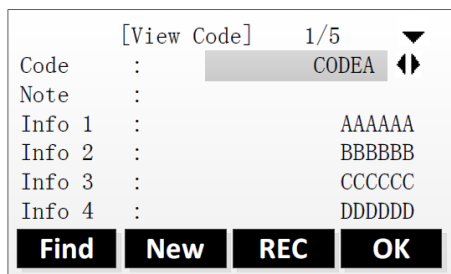 [View Code] 1/5
Code : CODEA
Note :
Info 1 : AAAAAA
Info 2 : BBBBBB
Info 3 : CCCCCC
Info 4 : DDDDDD
Find New REC OK